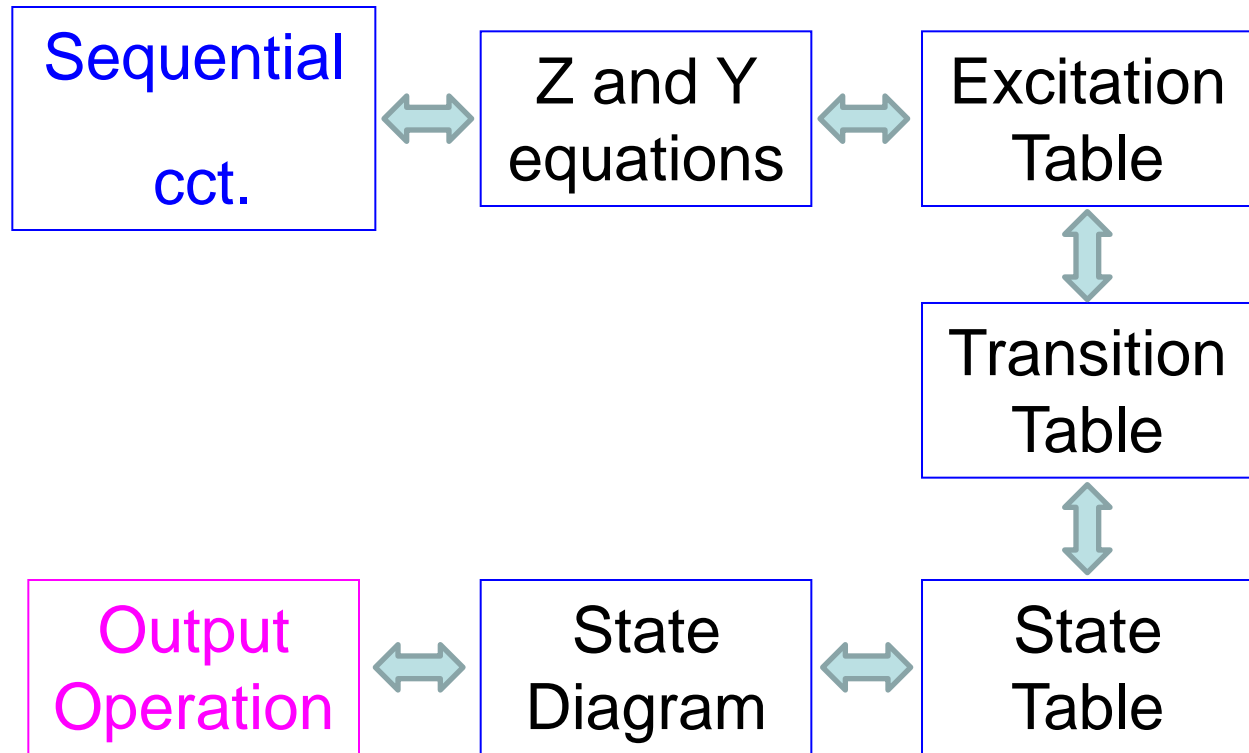 Sequential
cct.
Z and Y
equations
Excitation
Table
Transition
Table
Output
Operation
State
Diagram
State
Table